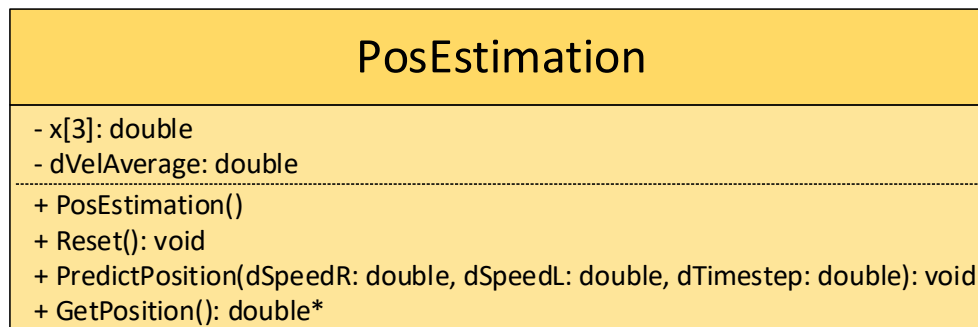 PosEstimation
- x[3]: double
- dVelAverage: double
+ PosEstimation()
+ Reset(): void
+ PredictPosition(dSpeedR: double, dSpeedL: double, dTimestep: double): void
+ GetPosition(): double*